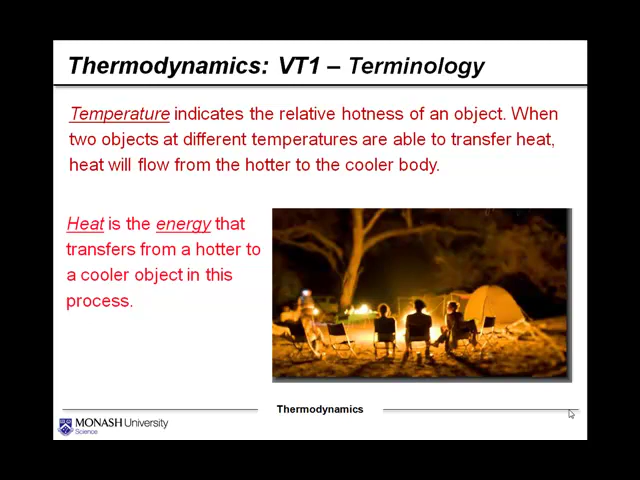 Thermodynamics: VT1 – Terminology
Temperature indicates the relative hotness of an object. When
two objects at different temperatures are able to transfer heat,
heat will flow from the hotter to the cooler body.
Heat is the energy that
transfers from a hotter to
a cooler object in this
process.
Thermodynamics
MONASH University
Science